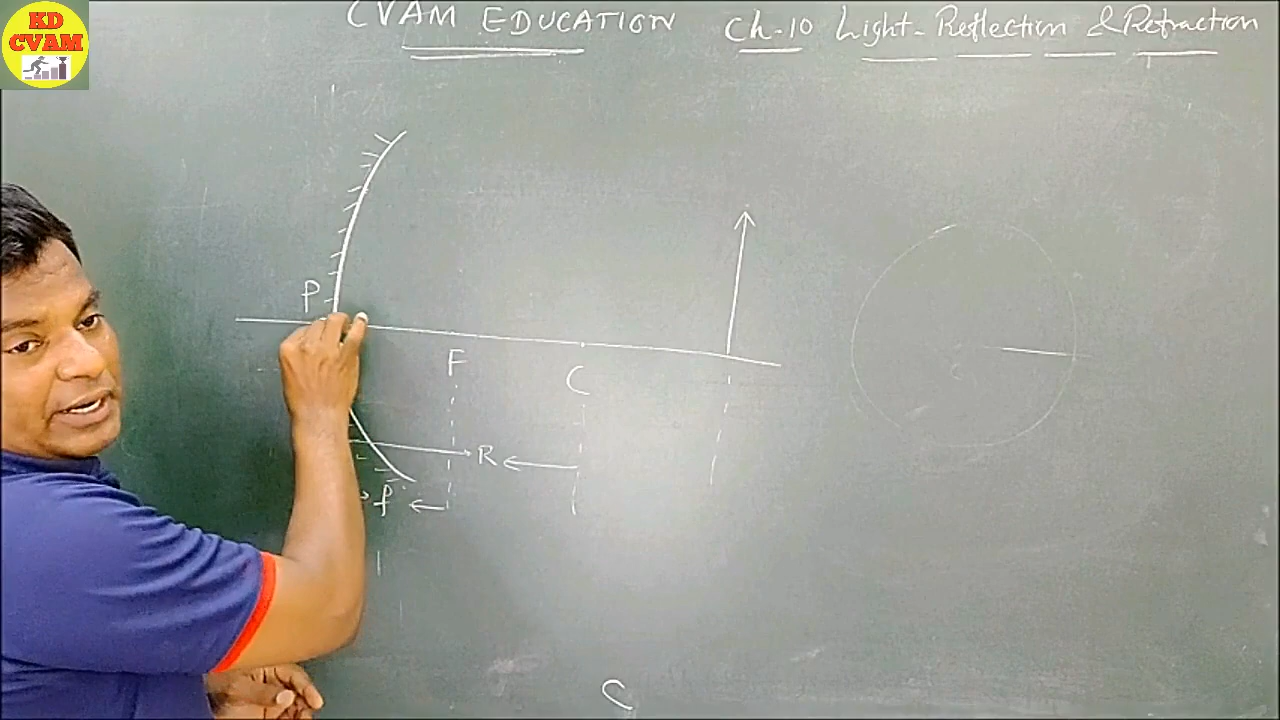 KD
CVAM
CVAM EDUCATION
Ch-10 Light-Reflection & Refraction
P
F
C
R
f
C
C